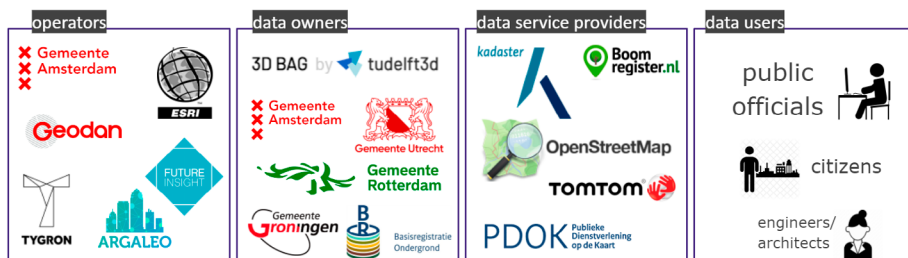 operators
Gemeente
Amsterdam
ESRI
Geodan
FUTURE
INSIGHT
TYGRON
ARGALEO
data owners
3D BAG by tudelft3d
Gemeente
Amsterdam
Gemeente Utrecht
Gemeente
Rotterdam
Gemeente
Groningen
BR
Basisregistratie
Ondergrond
data service providers
kadaster
Boom
register.nl
OpenStreetMap
TOMTOM
PDOK
Publieke
Dienstverlening
op de Kaart
data users
public
officials
citizens
engineers/
architects